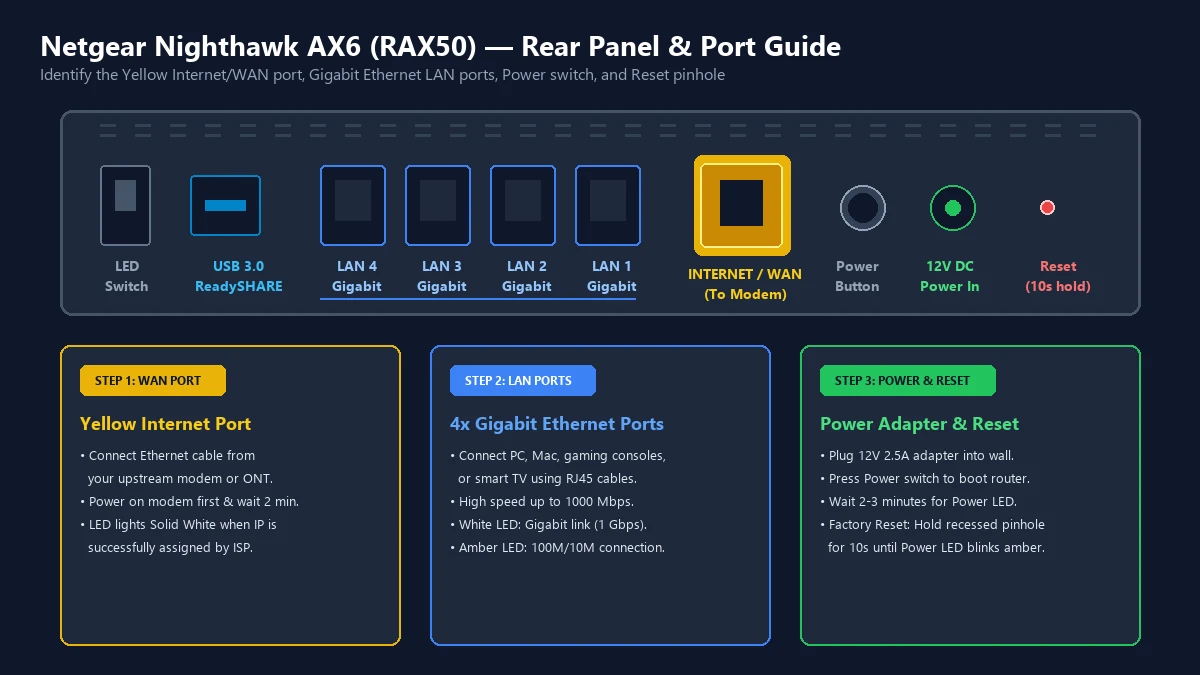 Netgear Nighthawk AX6 (RAX50) — Rear Panel & Port Guide
Identify the Yellow Internet/WAN port, Gigabit Ethernet LAN ports, Power switch, and Reset pinhole
LED
Switch
USB 3.0
ReadySHARE
LAN 4
Gigabit
LAN 3
Gigabit
LAN 2
Gigabit
LAN 1
Gigabit
INTERNET / WAN
(To Modem)
Power
Button
12V DC
Power In
Reset
(10s hold)
STEP 1: WAN PORT
Yellow Internet Port
• Connect Ethernet cable from
your upstream modem or ONT.
• Power on modem first & wait 2 min.
• LED lights Solid White when IP is
successfully assigned by ISP.
STEP 2: LAN PORTS
4x Gigabit Ethernet Ports
• Connect PC, Mac, gaming consoles,
or smart TV using RJ45 cables.
• High speed up to 1000 Mbps.
• White LED: Gigabit link (1 Gbps).
• Amber LED: 100M/10M connection.
STEP 3: POWER & RESET
Power Adapter & Reset
• Plug 12V 2.5A adapter into wall.
• Press Power switch to boot router.
• Wait 2-3 minutes for Power LED.
• Factory Reset: Hold recessed pinhole
for 10s until Power LED blinks amber.